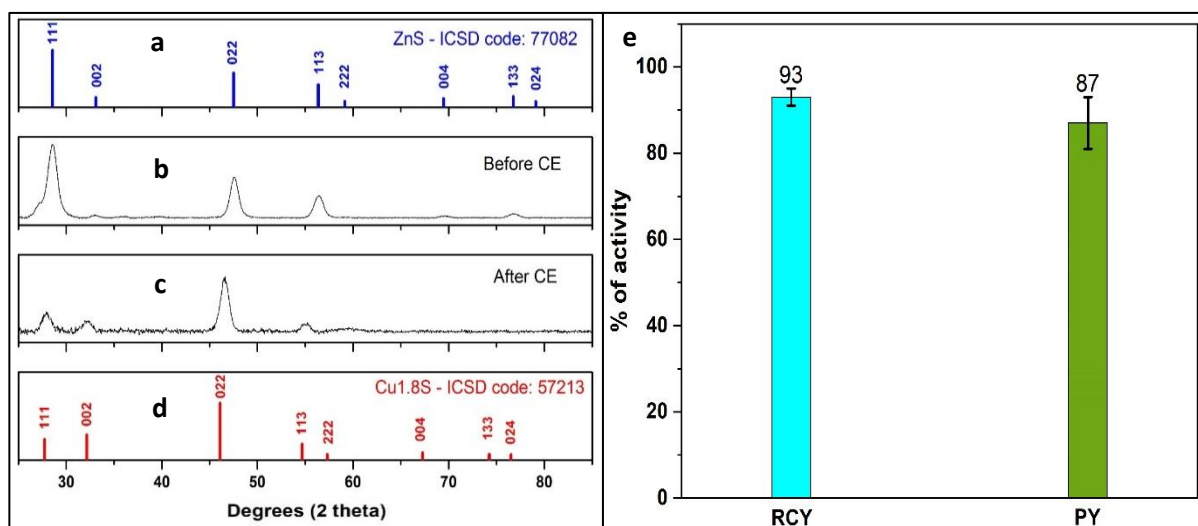 a
ZnS - ICSD code: 77082
111
002
022
113
222
004
133
024
b
Before CE
c
After CE
d
Cu1.8S - ICSD code: 57213
111
002
022
113
222
004
133
024
30 40 50 60 70 80
Degrees (2 theta)
e
% of activity
100
80
60
40
20
0
93
87
RCY PY